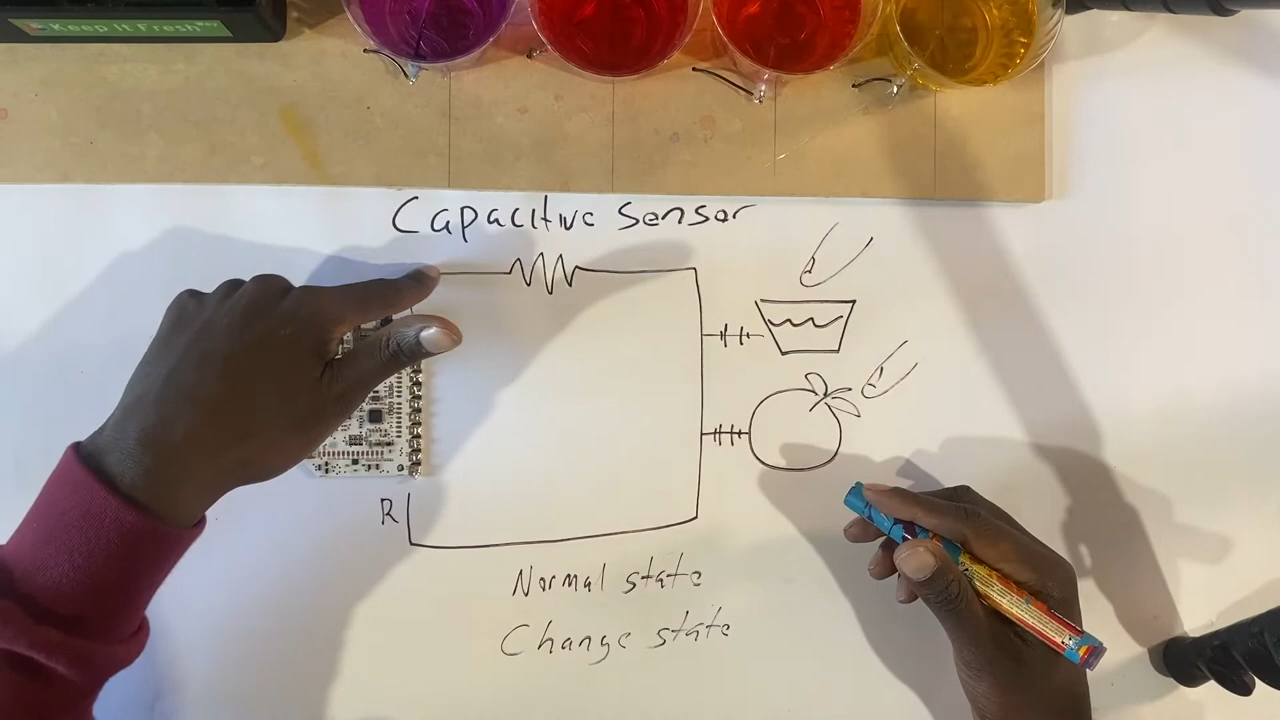 Keep It Fresh
Capacitive Sensor
R
Normal state
Change state